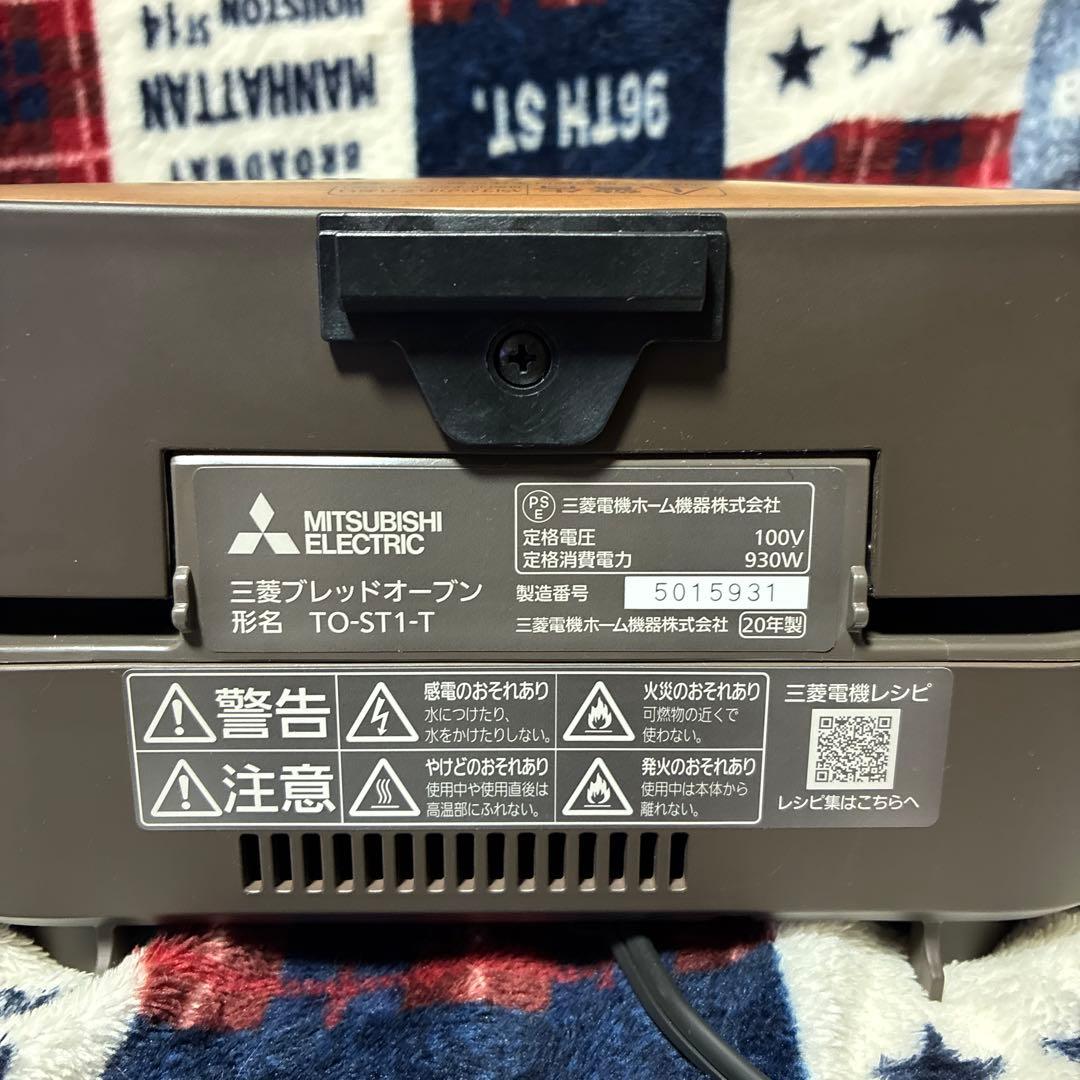 HOUSTON ST
14
MANHATTAN
BROADWAY
96TH ST.
MITSUBISHI
ELECTRIC
三菱ブレッドオーブン
形名 TO-ST1-T
PS
E
三菱電機ホーム機器株式会社
定格電圧 100V
定格消費電力 930W
製造番号 5015931
三菱電機ホーム機器株式会社 20年製
警告
感電のおそれあり
水につけたり、
水をかけたりしない。
火災のおそれあり
可燃物の近くで
使わない。
注意
やけどのおそれあり
使用中や使用直後は
高温部にふれない。
発火のおそれあり
使用中は本体から
離れない。
三菱電機レシピ
レシピ集はこちらへ